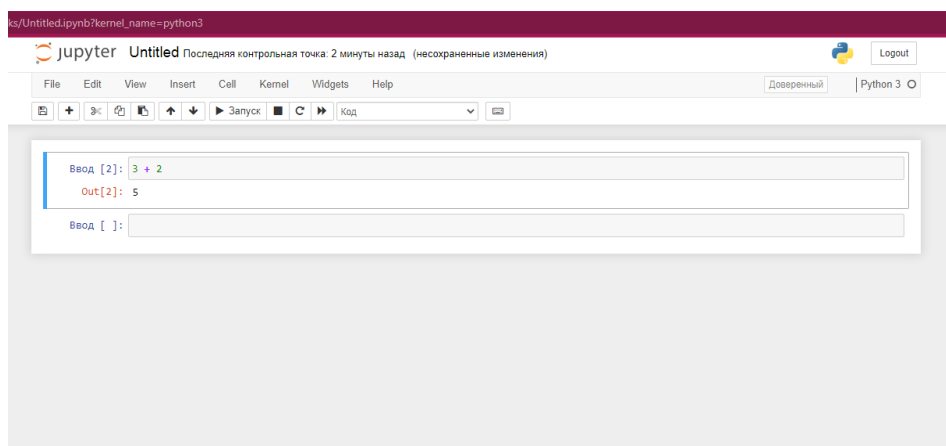 ks/Untitled.ipynb?kernel_name=python3
jupyter Untitled Последняя контрольная точка: 2 минуты назад (несохраненные изменения) Logout
File Edit View Insert Cell Kernel Widgets Help Доверенный Python 3
Запуск Код
Ввод [2]: 3 + 2
Out[2]: 5
Ввод [ ]: